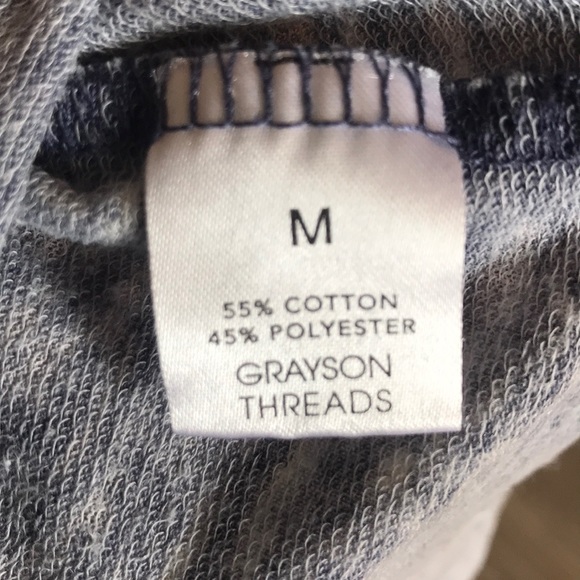 M
55% COTTON
45% POLYESTER
GRAYSON
THREADS